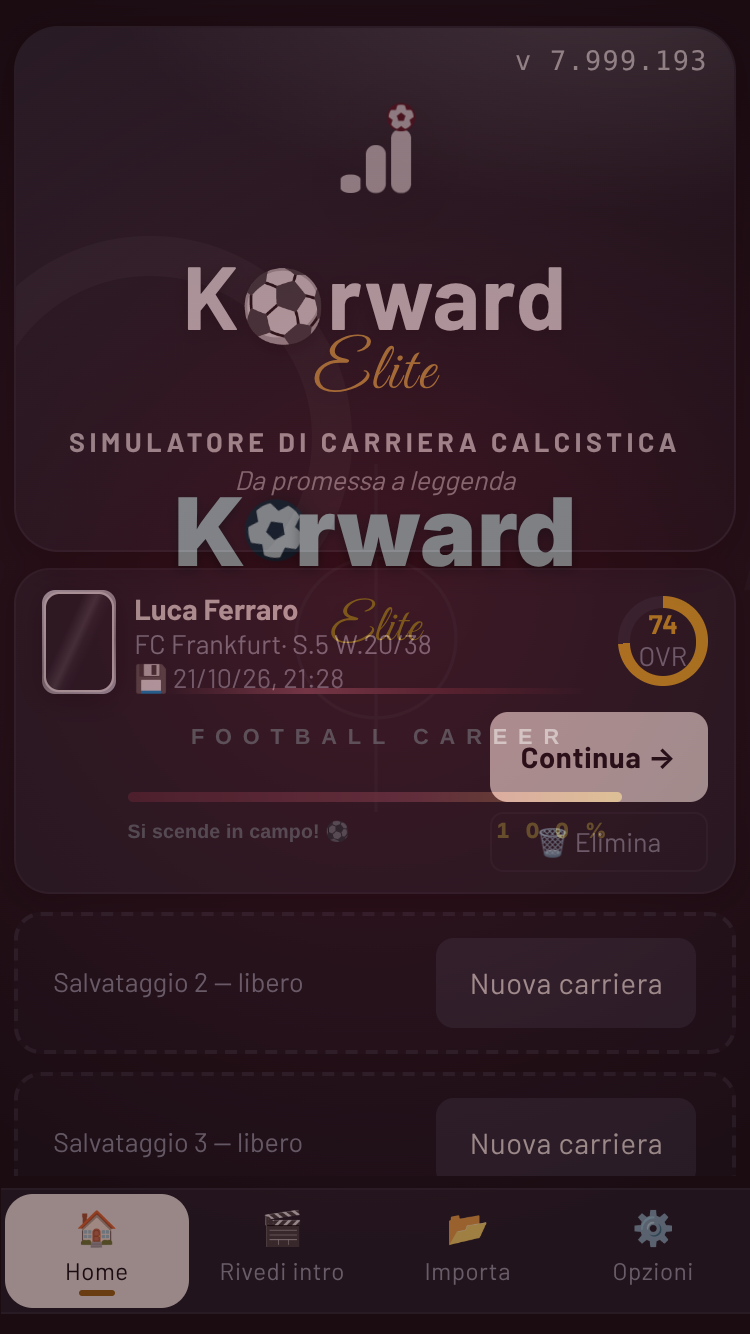 v 7.999.193
K⚽rward
Elite
SIMULATORE DI CARRIERA CALCISTICA
Da promessa a leggenda
K⚽rward
Luca Ferraro
Elite
FC Frankfurt· S.5 W.20/38
74
OVR
💾 21/10/26, 21:28
FOOTBALL CAREER
Continua →
Si scende in campo! ⚽
100%
🗑️ Elimina
Salvataggio 2 — libero
Nuova carriera
Salvataggio 3 — libero
Nuova carriera
Home
Rivedi intro
Importa
Opzioni